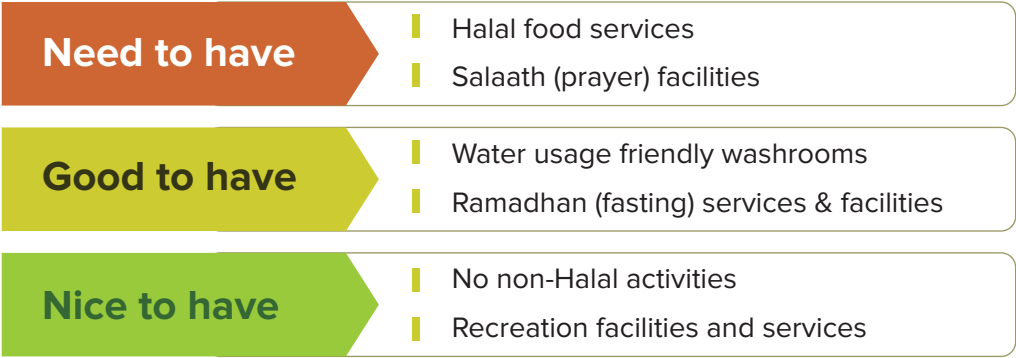 Need to have
Halal food services
Salaath (prayer) facilities
Good to have
Water usage friendly washrooms
Ramadhan (fasting) services & facilities
Nice to have
No non-Halal activities
Recreation facilities and services